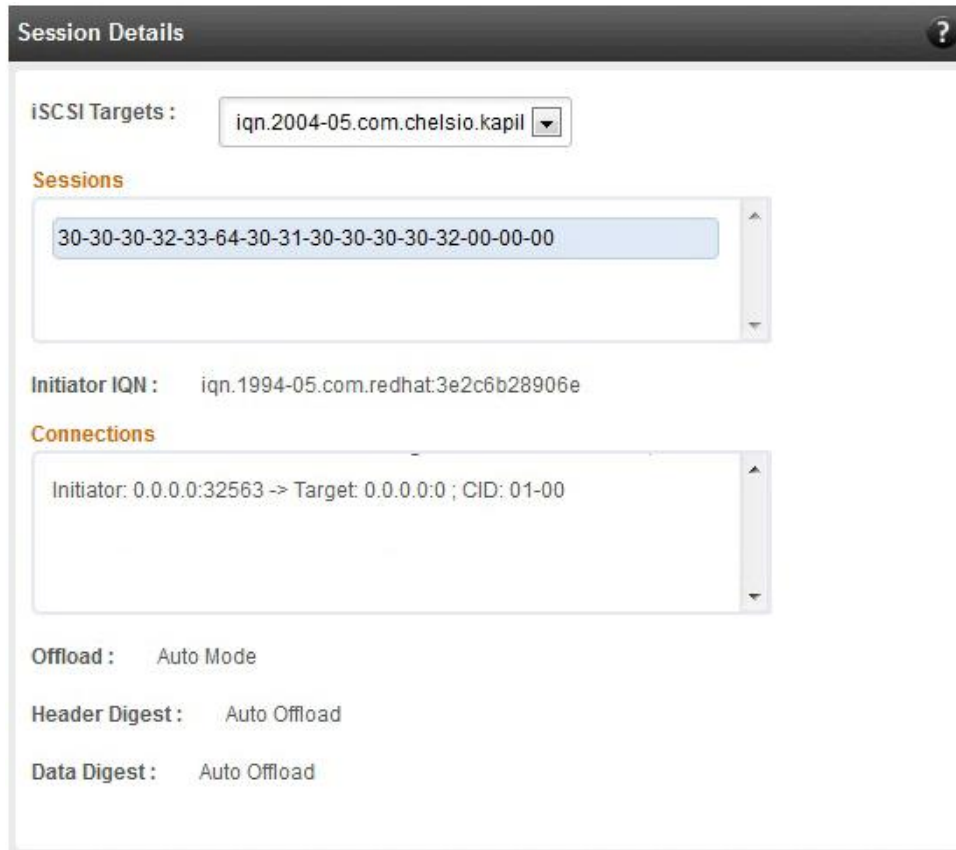 Session Details ?
iSCSI Targets : iqn.2004-05.com.chelsio.kapil
Sessions
30-30-30-32-33-64-30-31-30-30-30-30-32-00-00-00
Initiator IQN : iqn.1994-05.com.redhat:3e2c6b28906e
Connections
Initiator: 0.0.0.0:32563 -> Target: 0.0.0.0:0 ; CID: 01-00
Offload : Auto Mode
Header Digest : Auto Offload
Data Digest : Auto Offload